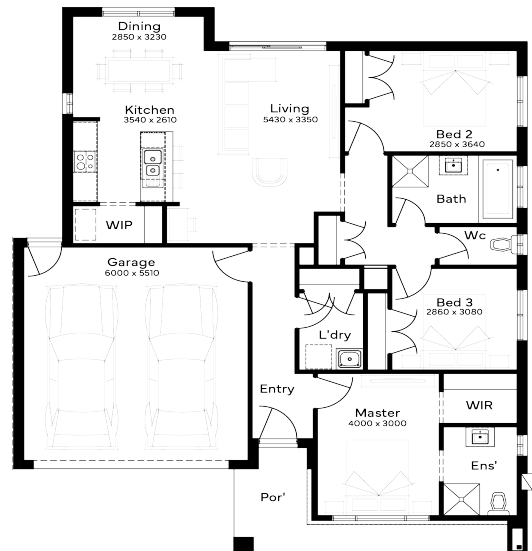 Dining
2850 x 3230
Kitchen
3540 x 2610
Living
5430 x 3350
Bed 2
2850 x 3640
Bath
WIP
Wc
Garage
6000 x 5510
Bed 3
2860 x 3080
L'dry
Entry
Master
4000 x 3000
WIR
Ens'
Por'